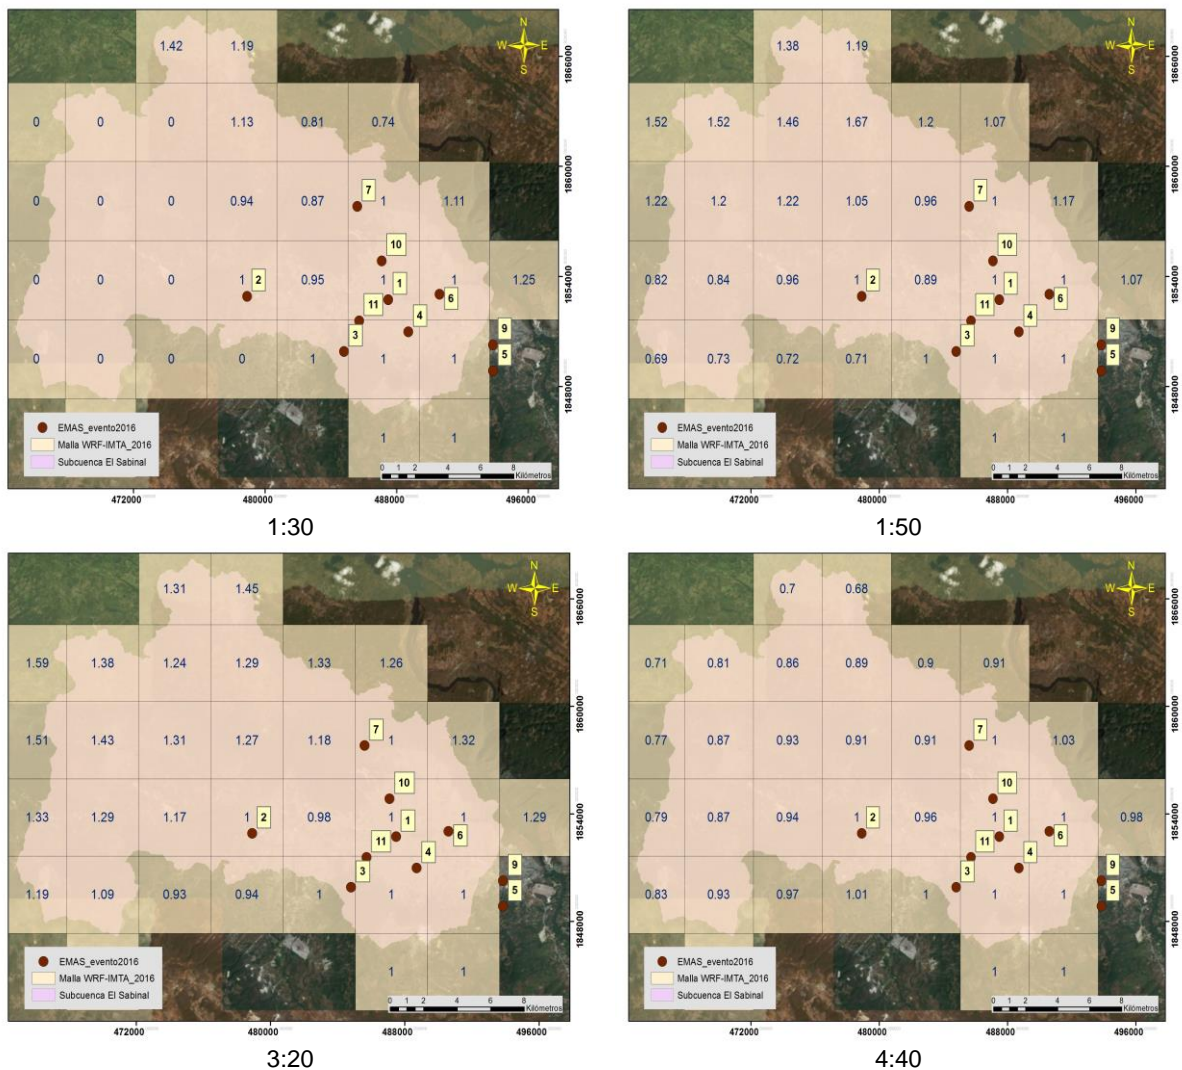 N
W E
S
1.42 1.19
0 0 0 1.13 0.81 0.74
7
0 0 0 0.94 0.87 1 1.11
10
0 0 0 1 2 0.95 1 1 1 1.25
11 4 6
3 9
0 0 0 0 1 1 1 5
1 1
EMAS_evento2016
Malla WRF-IMTA_2016
Subcuenca El Sabinal
0 1 2 4 6 8
Kilómetros
1866000
1860000
1854000
1848000
472000 480000 488000 496000
1:30
N
W E
S
1.38 1.19
1.52 1.52 1.46 1.67 1.2 1.07
7
1.22 1.2 1.22 1.05 0.96 1 1.17
10
0.82 0.84 0.96 1 2 0.89 1 1 1 1.07
11 4 6
3 9
0.69 0.73 0.72 0.71 1 1 1 5
1 1
EMAS_evento2016
Malla WRF-IMTA_2016
Subcuenca El Sabinal
0 1 2 4 6 8
Kilómetros
1866000
1860000
1854000
1848000
472000 480000 488000 496000
1:50
N
W E
S
1.31 1.45
1.59 1.38 1.24 1.29 1.33 1.26
7
1.51 1.43 1.31 1.27 1.18 1 1.32
10
1.33 1.29 1.17 1 2 0.98 1 1 1 1.29
11 4 6
3 9
1.19 1.09 0.93 0.94 1 1 1 5
1 1
EMAS_evento2016
Malla WRF-IMTA_2016
Subcuenca El Sabinal
0 1 2 4 6 8
Kilómetros
1866000
1860000
1854000
1848000
472000 480000 488000 496000
3:20
N
W E
S
0.7 0.68
0.71 0.81 0.86 0.89 0.9 0.91
7
0.77 0.87 0.93 0.91 0.91 1 1.03
10
0.79 0.87 0.94 1 2 0.96 1 1 1 0.98
11 4 6
3 9
0.83 0.93 0.97 1.01 1 1 1 5
1 1
EMAS_evento2016
Malla WRF-IMTA_2016
Subcuenca El Sabinal
0 1 2 4 6 8
Kilómetros
1866000
1860000
1854000
1848000
472000 480000 488000 496000
4:40